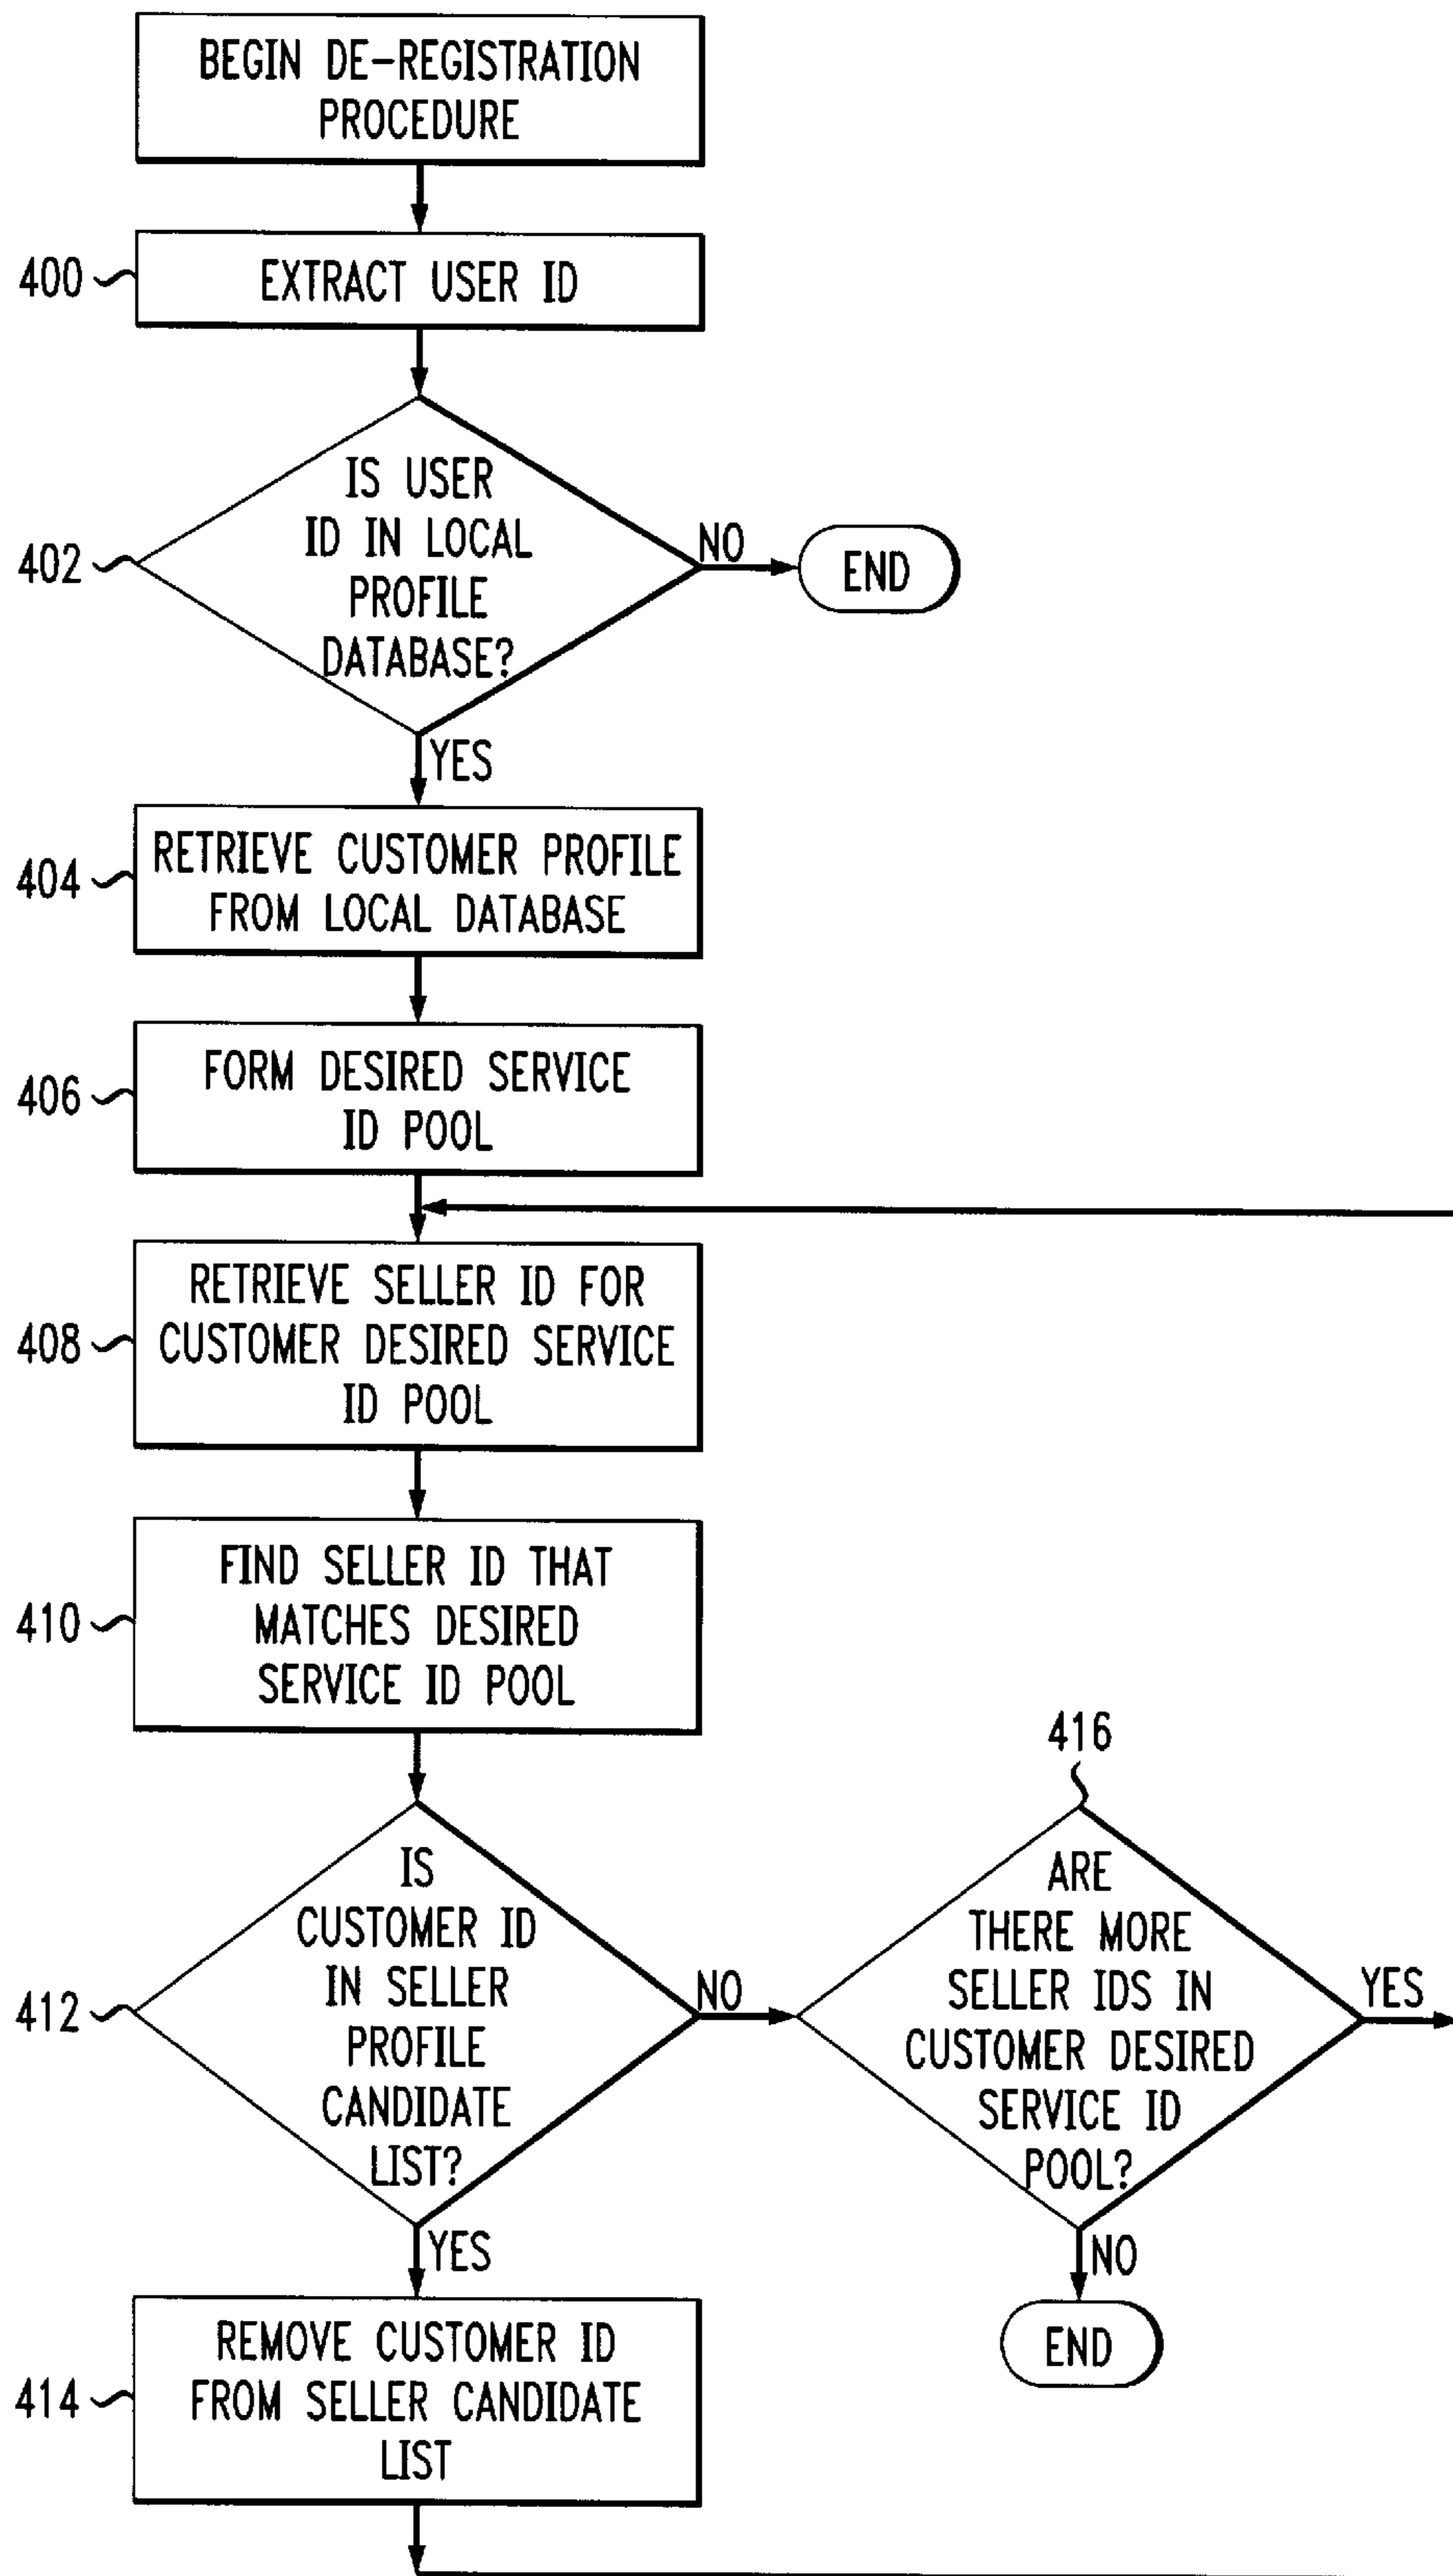 BEGIN DE-REGISTRATION
PROCEDURE
400
EXTRACT USER ID
402
IS USER
ID IN LOCAL
PROFILE
DATABASE?
NO
END
YES
404
RETRIEVE CUSTOMER PROFILE
FROM LOCAL DATABASE
406
FORM DESIRED SERVICE
ID POOL
408
RETRIEVE SELLER ID FOR
CUSTOMER DESIRED SERVICE
ID POOL
410
FIND SELLER ID THAT
MATCHES DESIRED
SERVICE ID POOL
412
IS
CUSTOMER ID
IN SELLER
PROFILE
CANDIDATE
LIST?
NO
416
ARE
THERE MORE
SELLER IDS IN
CUSTOMER DESIRED
SERVICE ID
POOL?
YES
NO
END
YES
414
REMOVE CUSTOMER ID
FROM SELLER CANDIDATE
LIST